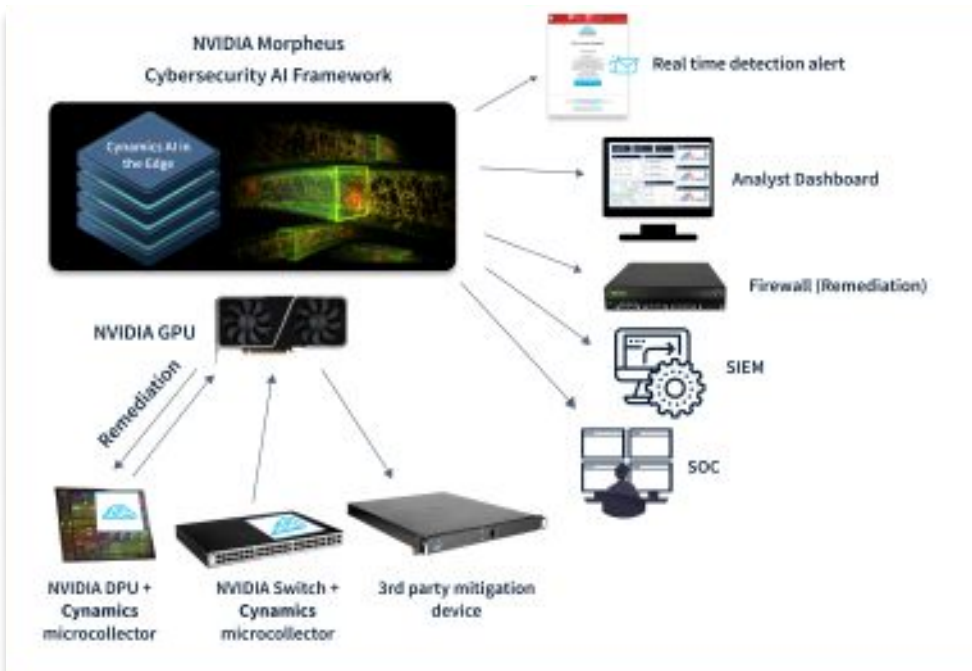 NVIDIA Morpheus
Cybersecurity AI Framework
Cynamics AI in
the Edge
Real time detection alert
Analyst Dashboard
Firewall (Remediation)
SIEM
SOC
NVIDIA GPU
Remediation
NVIDIA DPU +
Cynamics
microcollector
NVIDIA Switch +
Cynamics
microcollector
3rd party mitigation
device